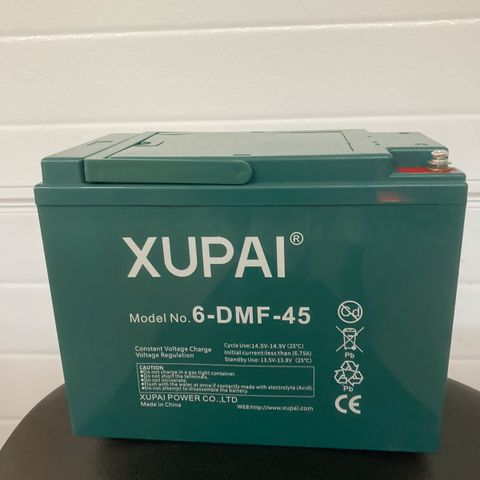 XUPAI®
Model No. 6-DMF-45
Constant Voltage Charge
Voltage Regulation
Cycle Use:14.5V-14.9V (25℃)
Initial current:less than (6.75A)
Standby Use: 13.5V-13.8V (25℃)
CAUTION
●Do not charge in a gas tight container.
●Do not short the terminals.
●Do not incinerate.
●Flush with the water at once if contacts made with electrolyte (Acid).
●Do not attempt to disassemble the battery.
XUPAI POWER CO.,LTD
Made in China
WEB:http://www.xupai.com
Pb
Pb
CE